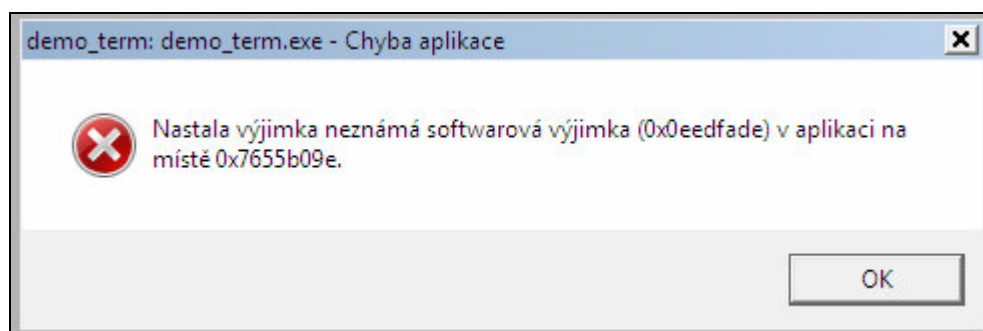 demo_term: demo_term.exe - Chyba aplikace
Nastala výjimka neznámá softwarová výjimka (0x0eedfade) v aplikaci na
místě 0x7655b09e.
OK